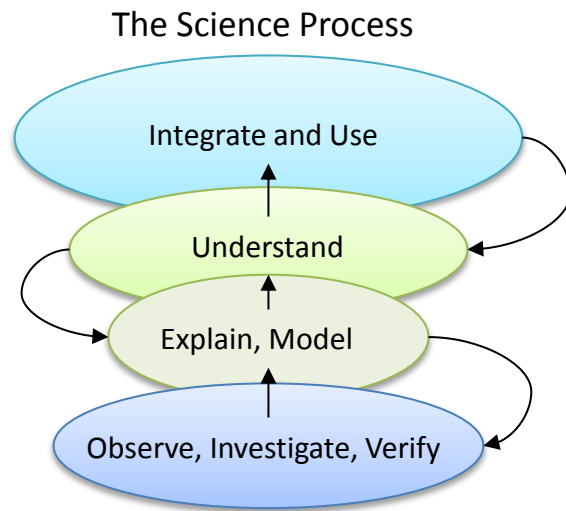 The Science Process
Integrate and Use
Understand
Explain, Model
Observe, Investigate, Verify